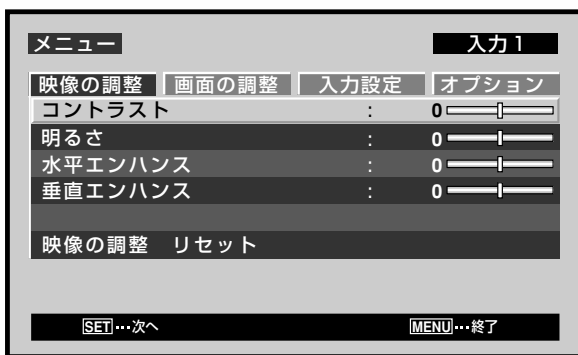 メニュー 入力1
映像の調整 画面の調整 入力設定 オプション
コントラスト : 0
明るさ : 0
水平エンハンス : 0
垂直エンハンス : 0
映像の調整 リセット
SET…次へ MENU…終了